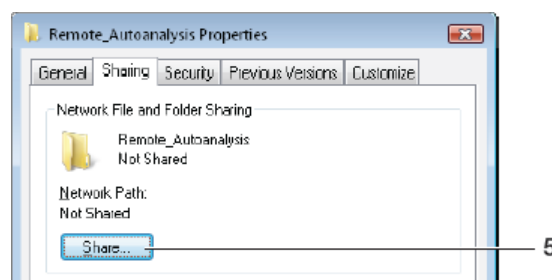 Remote_Autoanalysis Properties
General Sharing Security Previous Versions Customize
Network File and Folder Sharing
Remote_Autoanalysis
Not Shared
Network Path:
Not Shared
Share...
5